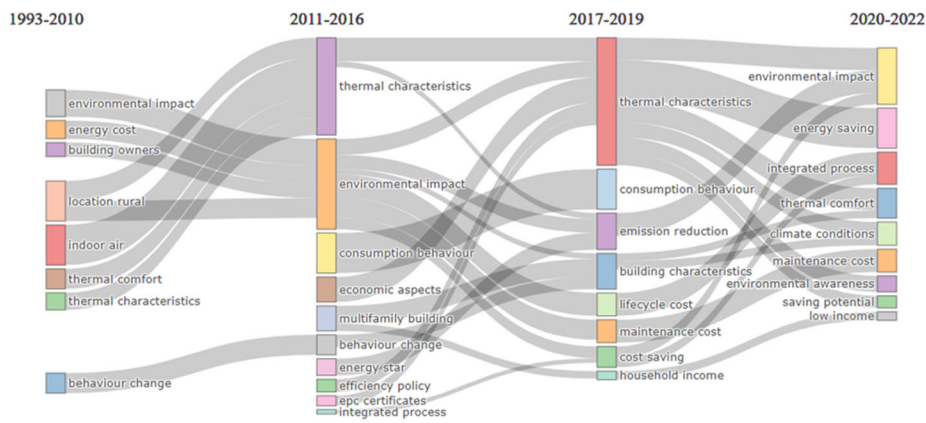 1993-2010
2011-2016
2017-2019
2020-2022
environmental impact
energy cost
building owners
location rural
indoor air
thermal comfort
thermal characteristics
behaviour change
thermal characteristics
environmental impact
consumption behaviour
economic aspects
multifamily building
behaviour change
energy star
efficiency policy
epc certificates
integrated process
thermal characteristics
consumption behaviour
emission reduction
building characteristics
lifecycle cost
maintenance cost
cost saving
household income
environmental impact
energy saving
integrated process
thermal comfort
climate conditions
maintenance cost
environmental awareness
saving potential
low income